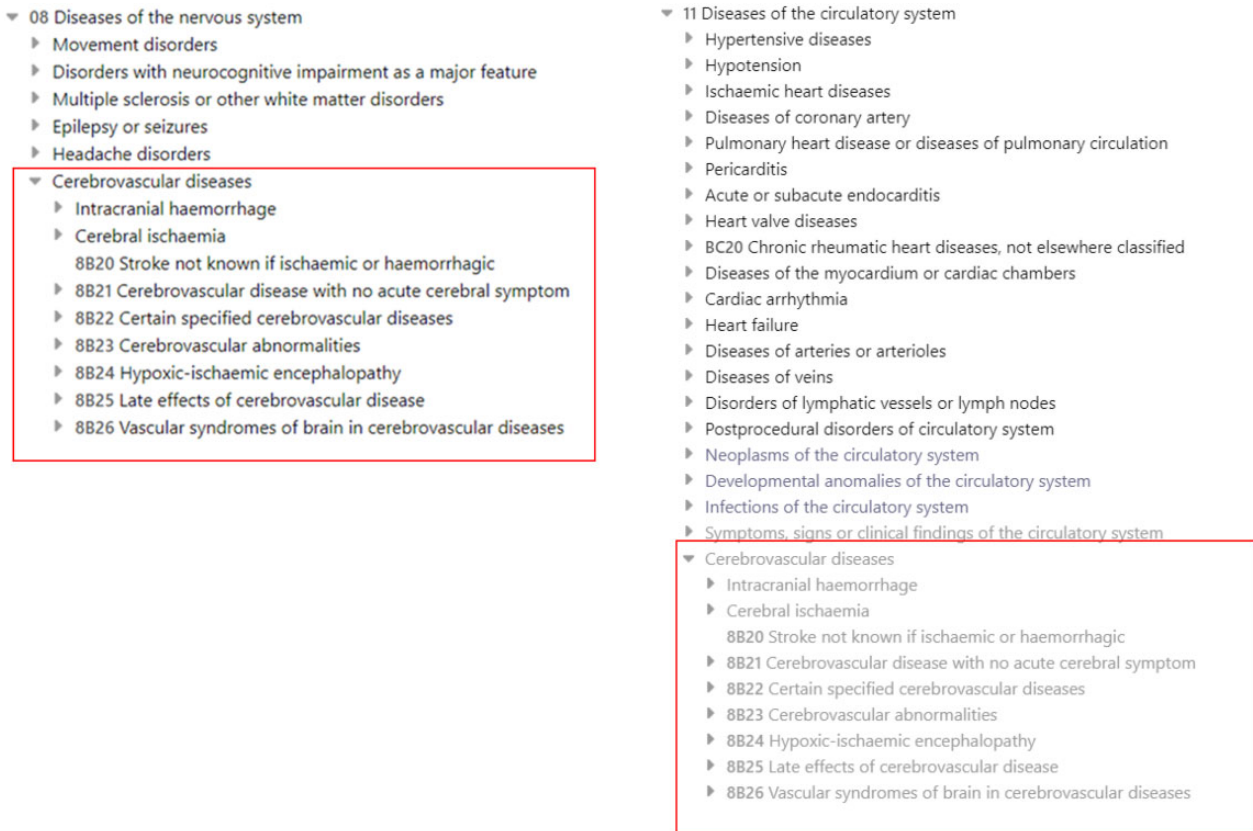 08 Diseases of the nervous system
Movement disorders
Disorders with neurocognitive impairment as a major feature
Multiple sclerosis or other white matter disorders
Epilepsy or seizures
Headache disorders
Cerebrovascular diseases
Intracranial haemorrhage
Cerebral ischaemia
8B20 Stroke not known if ischaemic or haemorrhagic
8B21 Cerebrovascular disease with no acute cerebral symptom
8B22 Certain specified cerebrovascular diseases
8B23 Cerebrovascular abnormalities
8B24 Hypoxic-ischaemic encephalopathy
8B25 Late effects of cerebrovascular disease
8B26 Vascular syndromes of brain in cerebrovascular diseases
11 Diseases of the circulatory system
Hypertensive diseases
Hypotension
Ischaemic heart diseases
Diseases of coronary artery
Pulmonary heart disease or diseases of pulmonary circulation
Pericarditis
Acute or subacute endocarditis
Heart valve diseases
BC20 Chronic rheumatic heart diseases, not elsewhere classified
Diseases of the myocardium or cardiac chambers
Cardiac arrhythmia
Heart failure
Diseases of arteries or arterioles
Diseases of veins
Disorders of lymphatic vessels or lymph nodes
Postprocedural disorders of circulatory system
Neoplasms of the circulatory system
Developmental anomalies of the circulatory system
Infections of the circulatory system
Symptoms, signs or clinical findings of the circulatory system
Cerebrovascular diseases
Intracranial haemorrhage
Cerebral ischaemia
8B20 Stroke not known if ischaemic or haemorrhagic
8B21 Cerebrovascular disease with no acute cerebral symptom
8B22 Certain specified cerebrovascular diseases
8B23 Cerebrovascular abnormalities
8B24 Hypoxic-ischaemic encephalopathy
8B25 Late effects of cerebrovascular disease
8B26 Vascular syndromes of brain in cerebrovascular diseases